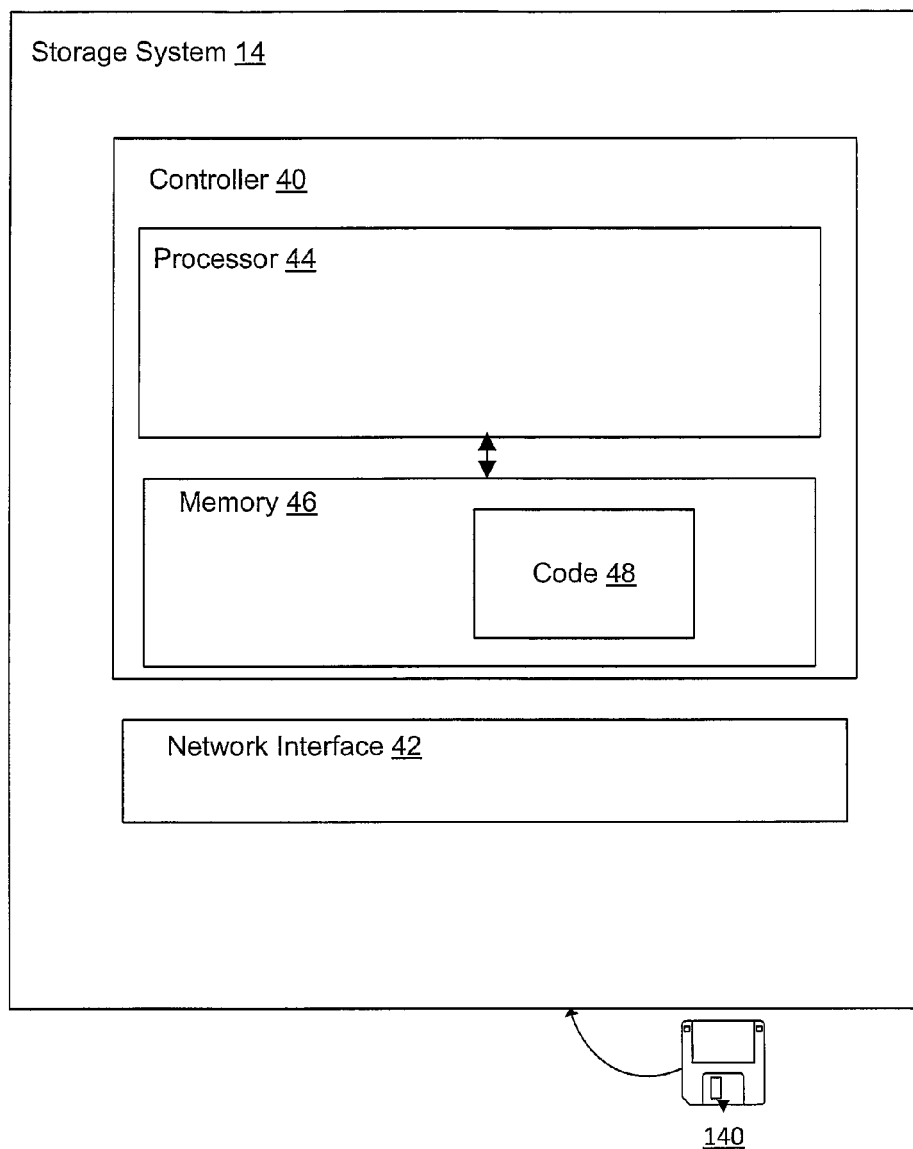 Storage System 14
Controller 40
Processor 44
Memory 46
Code 48
Network Interface 42
140